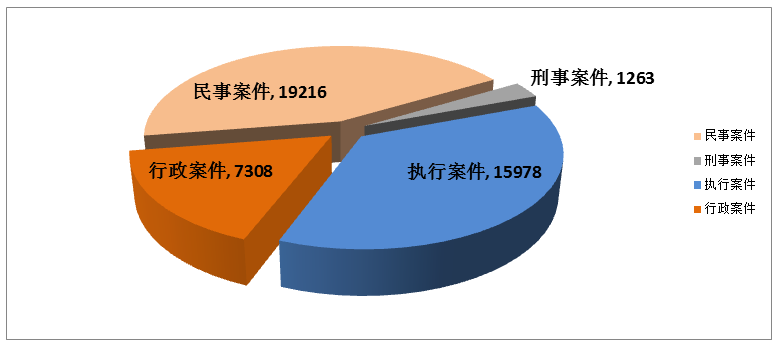 民事案件, 19216
刑事案件, 1263
行政案件, 7308
执行案件, 15978
民事案件
刑事案件
执行案件
行政案件